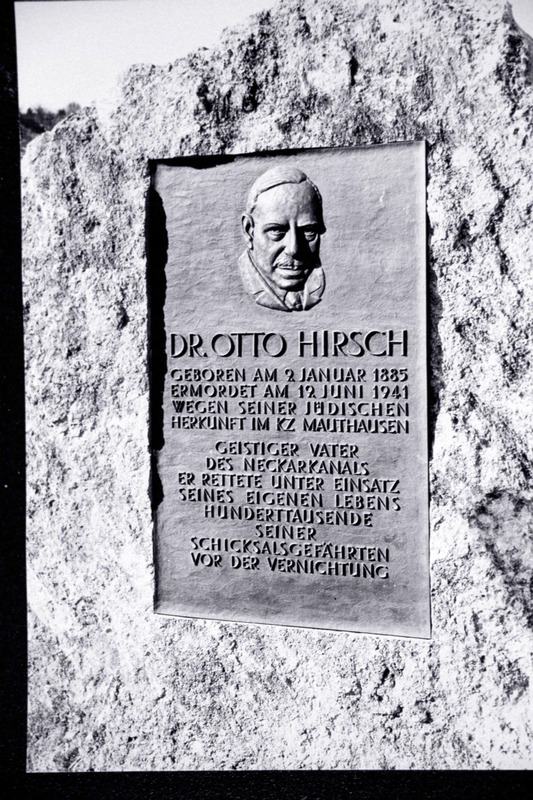 DR. OTTO HIRSCH
GEBOREN AM 9. JANUAR 1885
ERMORDET AM 19. JUNI 1941
WEGEN SEINER JÜDISCHEN
HERKUNFT IM KZ MAUTHAUSEN
GEISTIGER VATER
DES NECKARKANALS
ER RETTETE UNTER EINSATZ
SEINES EIGENEN LEBENS
HUNDERTTAUSENDE
SEINER
SCHICKSALSGEFÄHRTEN
VOR DER VERNICHTUNG